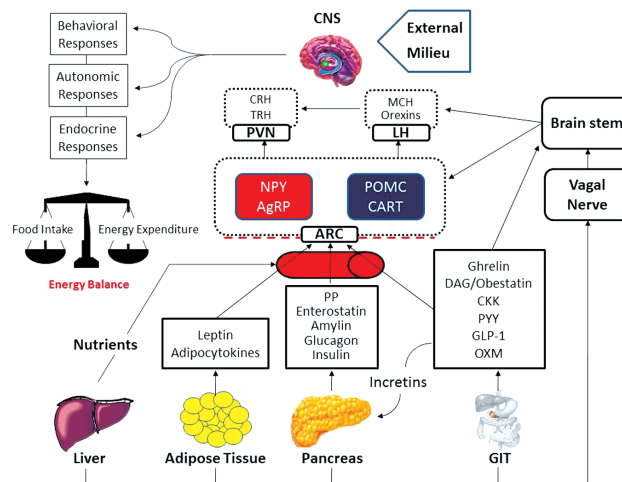 CNS
External
Milieu
Behavioral
Responses
Autonomic
Responses
Endocrine
Responses
CRH
TRH
PVN
MCH
Orexins
LH
Brain stem
NPY
AgRP
POMC
CART
Vagal
Nerve
ARC
Food Intake
Energy Expenditure
Energy Balance
Ghrelin
DAG/Obestatin
CKK
PYY
GLP-1
OXM
PP
Enterostatin
Amylin
Glucagon
Insulin
Leptin
Adipocytokines
Nutrients
Incretins
Liver
Adipose Tissue
Pancreas
GIT